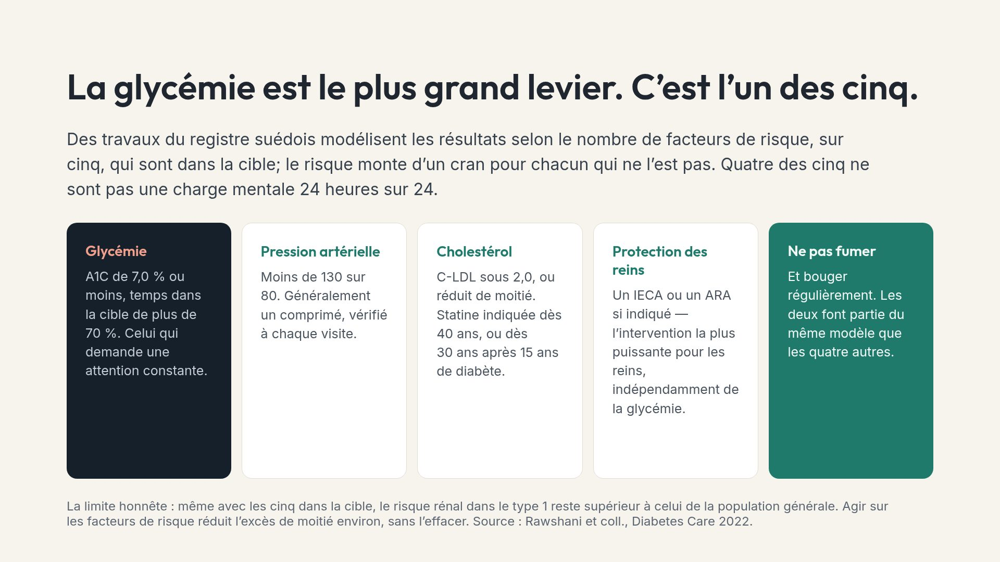 La glycémie est le plus grand levier. C’est l’un des cinq.
Des travaux du registre suédois modélisent les résultats selon le nombre de facteurs de risque, sur
cinq, qui sont dans la cible; le risque monte d’un cran pour chacun qui ne l’est pas. Quatre des cinq ne
sont pas une charge mentale 24 heures sur 24.
Glycémie
A1C de 7,0 % ou
moins, temps dans
la cible de plus de
70 %. Celui qui
demande une
attention constante.
Pression artérielle
Moins de 130 sur
80. Généralement
un comprimé, vérifié
à chaque visite.
Cholestérol
C-LDL sous 2,0, ou
réduit de moitié.
Statine indiquée dès
40 ans, ou dès
30 ans après 15 ans
de diabète.
Protection des
reins
Un IECA ou un ARA
si indiqué —
l’intervention la plus
puissante pour les
reins,
indépendamment de
la glycémie.
Ne pas fumer
Et bouger
régulièrement. Les
deux font partie du
même modèle que
les quatre autres.
La limite honnête : même avec les cinq dans la cible, le risque rénal dans le type 1 reste supérieur à celui de la population générale. Agir sur
les facteurs de risque réduit l’excès de moitié environ, sans l’effacer. Source : Rawshani et coll., Diabetes Care 2022.